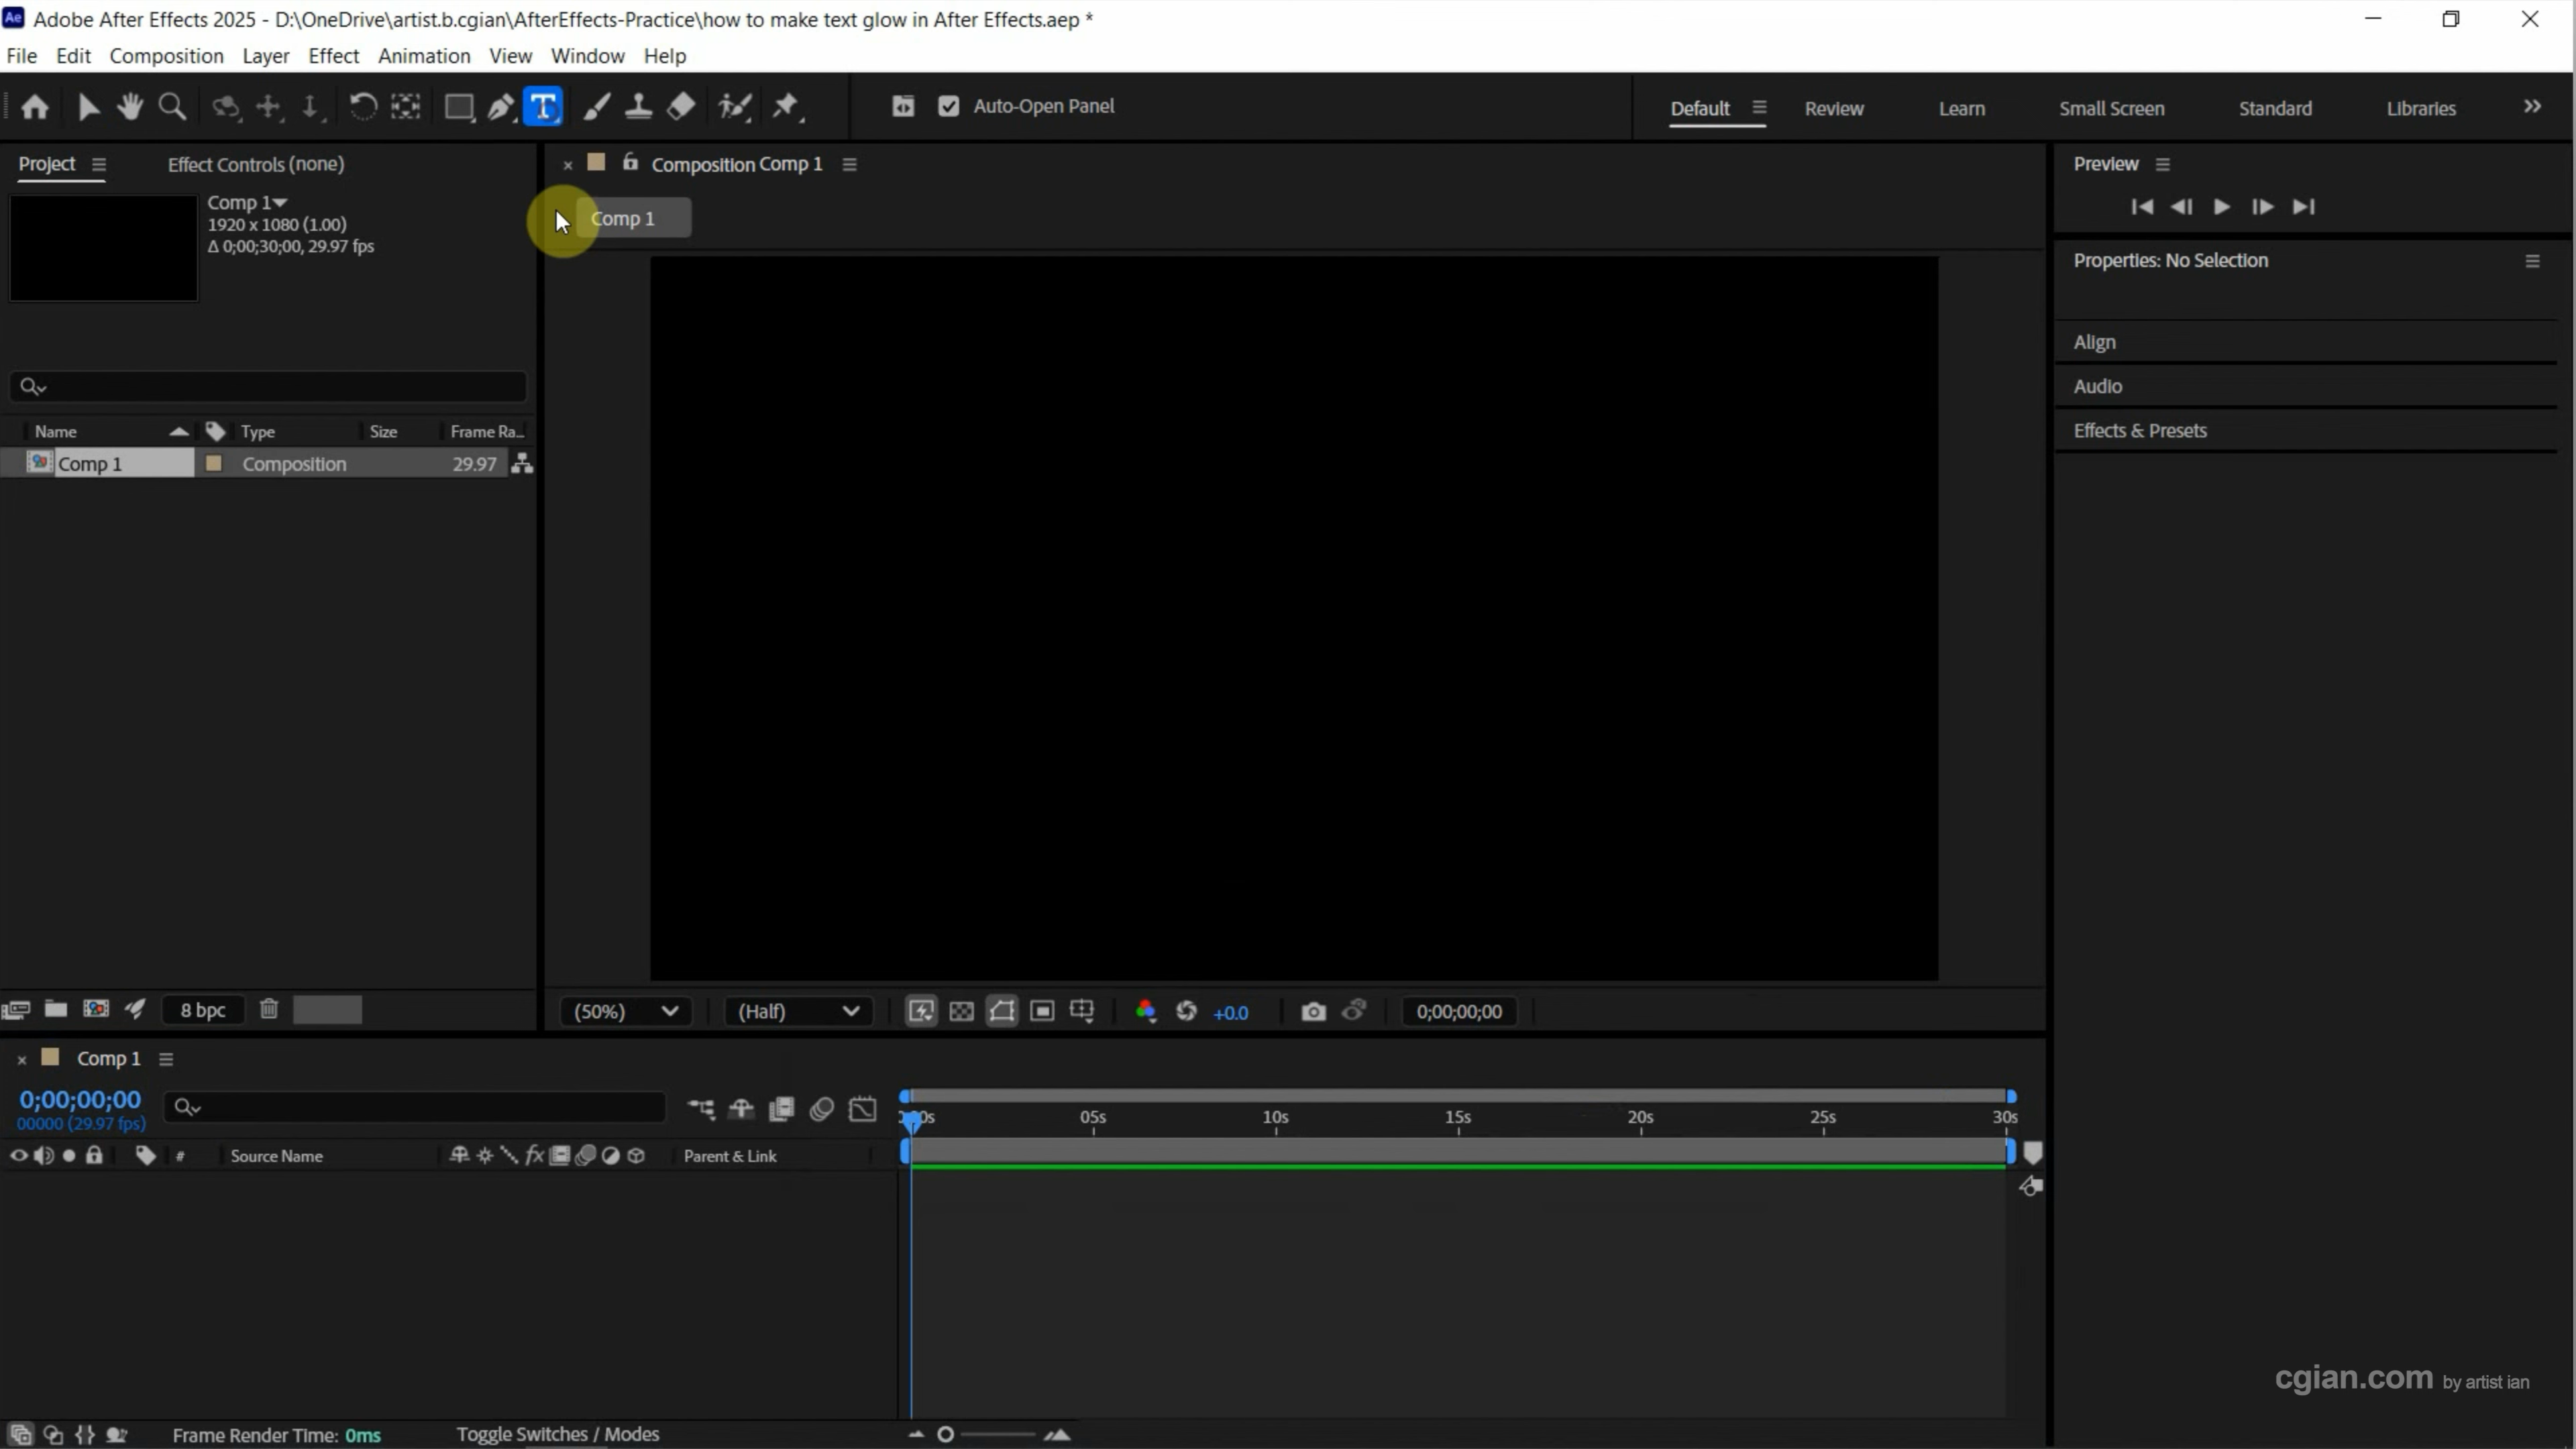 Ae Adobe After Effects 2025 - D:\OneDrive\artist.b.cgian\AfterEffects-Practice\how to make text glow in After Effects.aep *
File Edit Composition Layer Effect Animation View Window Help
T Auto-Open Panel Default Review Learn Small Screen Standard Libraries
Project Effect Controls (none) Composition Comp 1 Preview
Comp 1
1920 x 1080 (1.00)
Δ 0;00;30;00, 29.97 fps
Comp 1
Properties: No Selection
Align
Audio
Effects & Presets
Name Type Size Frame Ra...
Comp 1 Composition 29.97
8 bpc (50%) (Half) +0.0 0;00;00;00
Comp 1
0;00;00;00
00000 (29.97 fps)
05s 10s 15s 20s 25s 30s
# Source Name fx Parent & Link
cgian.com by artist ian
Frame Render Time: 0ms Toggle Switches / Modes